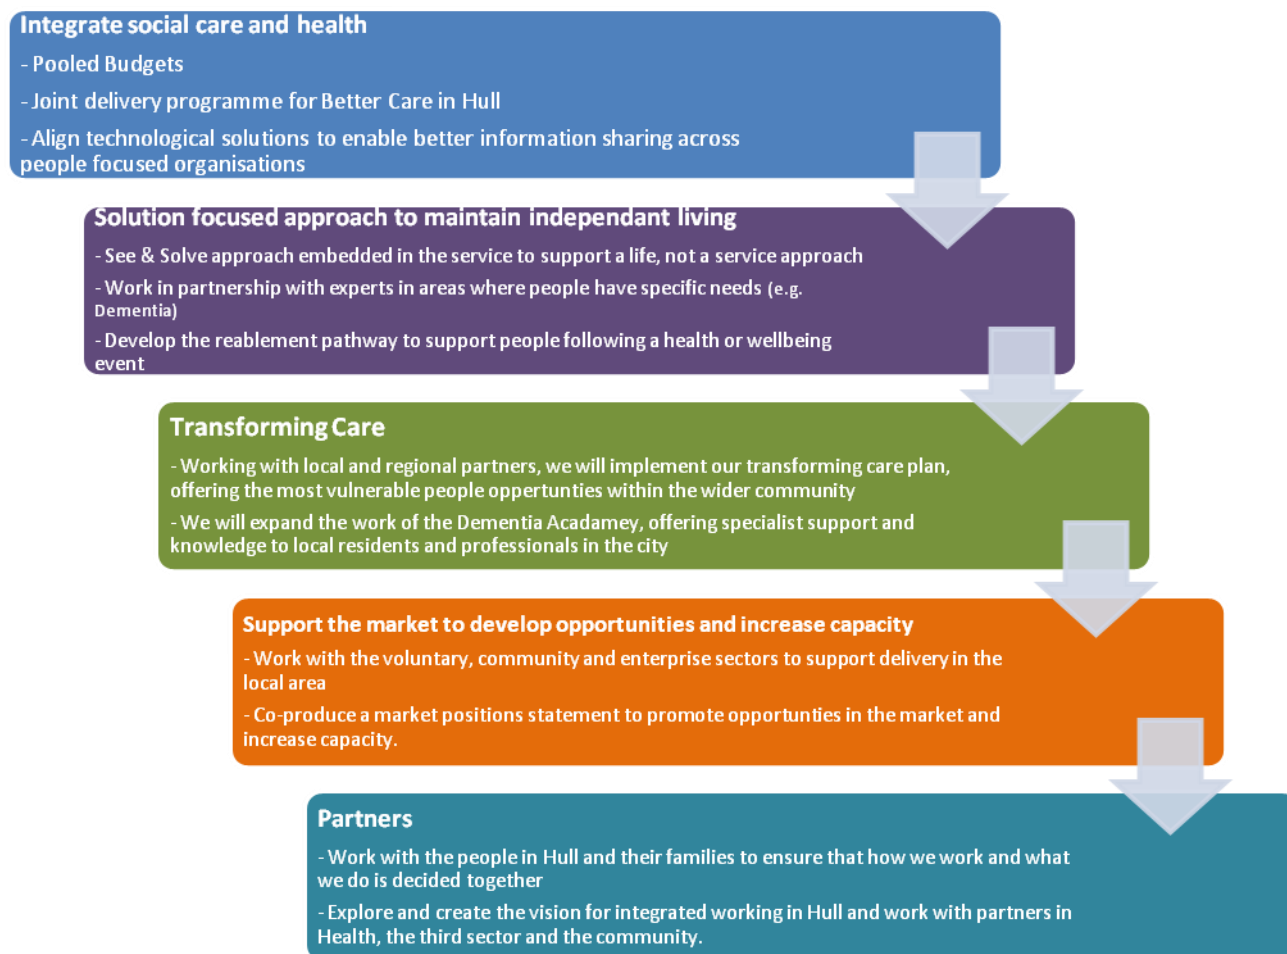 Integrate social care and health
- Pooled Budgets
- Joint delivery programme for Better Care in Hull
- Align technological solutions to enable better information sharing across
people focused organisations
Solution focused approach to maintain independant living
- See & Solve approach embedded in the service to support a life, not a service approach
- Work in partnership with experts in areas where people have specific needs (e.g.
Dementia)
- Develop the reablement pathway to support people following a health or wellbeing
event
Transforming Care
- Working with local and regional partners, we will implement our transforming care plan,
offering the most vulnerable people oppertunties within the wider community
- We will expand the work of the Dementia Acadamey, offering specialist support and
knowledge to local residents and professionals in the city
Support the market to develop opportunities and increase capacity
- Work with the voluntary, community and enterprise sectors to support delivery in the
local area
- Co-produce a market positions statement to promote opportunties in the market and
increase capacity.
Partners
- Work with the people in Hull and their families to ensure that how we work and what
we do is decided together
- Explore and create the vision for integrated working in Hull and work with partners in
Health, the third sector and the community.